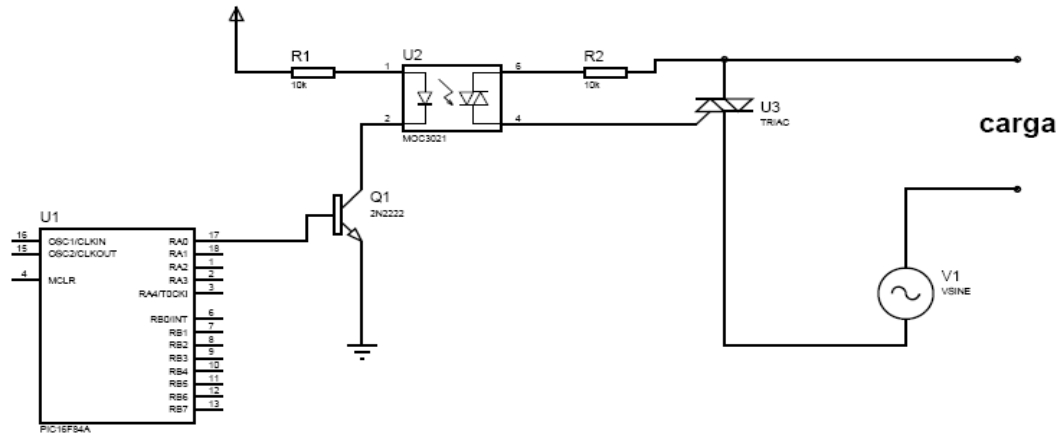 R1
10k
U2
1
2
6
4
MOC3021
R2
10k
U3
TRIAC
carga
Q1
2N2222
V1
VSINE
U1
16 OSC1/CLKIN RA0 17
15 OSC2/CLKOUT RA1 18
RA2 1
4 MCLR RA3 2
RA4/T0CKI 3
RB0/INT 6
RB1 7
RB2 8
RB3 9
RB4 10
RB5 11
RB6 12
RB7 13
PIC16F84A